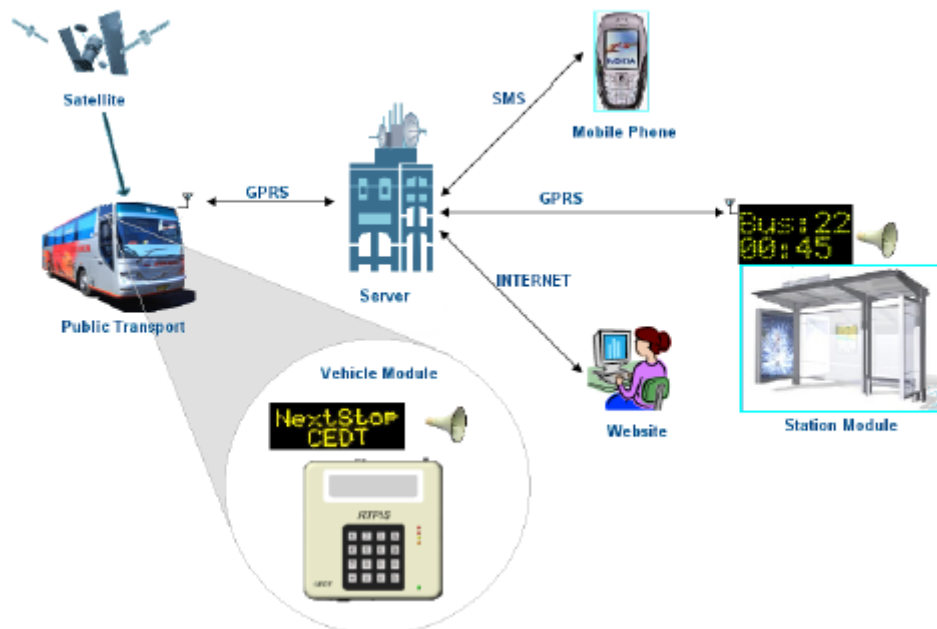 Satellite
SMS
NOKIA
Mobile Phone
GPRS
GPRS
Bus:22
00:45
Server
INTERNET
Public Transport
Vehicle Module
NextStop
CEDT
Website
Station Module
CEDT